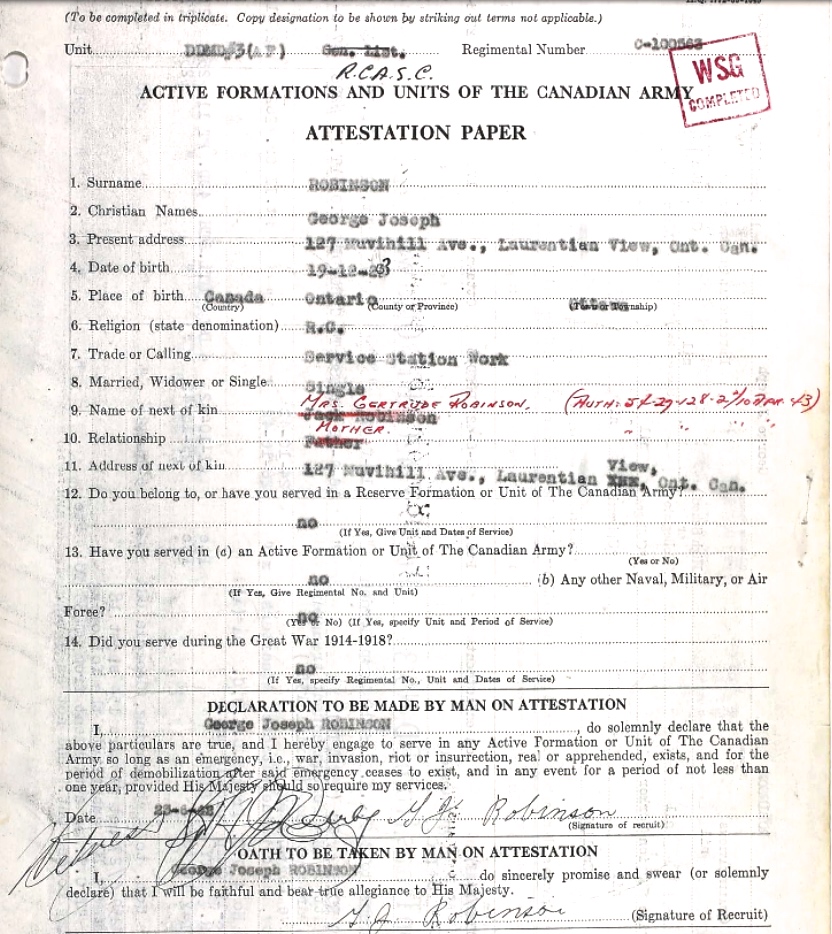 (To be completed in triplicate. Copy designation to be shown by striking out terms not applicable.)
Unit Gen. List. Regimental Number
R.C.A.S.C.
WSG
COMPLETED
ACTIVE FORMATIONS AND UNITS OF THE CANADIAN ARMY
ATTESTATION PAPER
1. Surname ROBINSON
2. Christian Names George Joseph
3. Present address 127 Ave., Laurentian View, Ont. Can.
4. Date of birth 19-12-23
5. Place of birth Canada Ontario
(Country) (County or Province) (Town or Township)
6. Religion (state denomination) R.C.
7. Trade or Calling Service Station Work
8. Married, Widower or Single Single
MRS. GERTRUDE ROBINSON.
9. Name of next of kin Jack Robinson
MOTHER.
10. Relationship Father
View,
11. Address of next of kin 127 Ave., Laurentian XXX, Ont. Can.
12. Do you belong to, or have you served in a Reserve Formation or Unit of The Canadian Army?
no
(If Yes, Give Unit and Dates of Service)
13. Have you served in (a) an Active Formation or Unit of The Canadian Army?
(Yes or No)
no (b) Any other Naval, Military, or Air
(If Yes, Give Regimental No. and Unit)
Force? no
(Yes or No) (If Yes, specify Unit and Period of Service)
14. Did you serve during the Great War 1914-1918?
no
(If Yes, specify Regimental No., Unit and Dates of Service)
DECLARATION TO BE MADE BY MAN ON ATTESTATION
I, George Joseph ROBINSON, do solemnly declare that the
above particulars are true, and I hereby engage to serve in any Active Formation or Unit of The Canadian
Army so long as an emergency, i.e., war, invasion, riot or insurrection, real or apprehended, exists, and for the
period of demobilization after said emergency ceases to exist, and in any event for a period of not less than
one year, provided His Majesty should so require my services.
Date G. J. Robinson
(Signature of recruit)
Witness
OATH TO BE TAKEN BY MAN ON ATTESTATION
I, George Joseph ROBINSON do sincerely promise and swear (or solemnly
declare) that I will be faithful and bear true allegiance to His Majesty.
G. J. Robinson (Signature of Recruit)